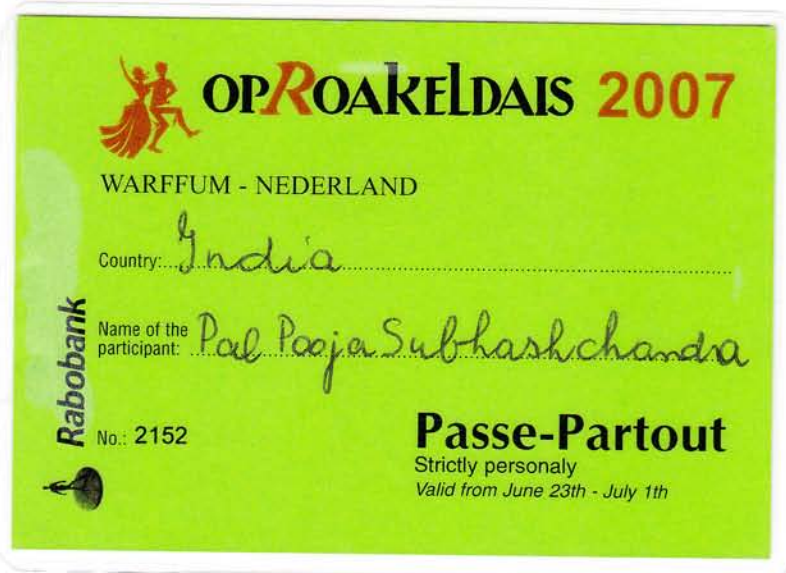 OPROAKELDAIS 2007
WARFFUM - NEDERLAND
Country: India
Name of the
participant: Pal Pooja Subhashchandra
Rabobank
No.: 2152
Passe-Partout
Strictly personaly
Valid from June 23th - July 1th